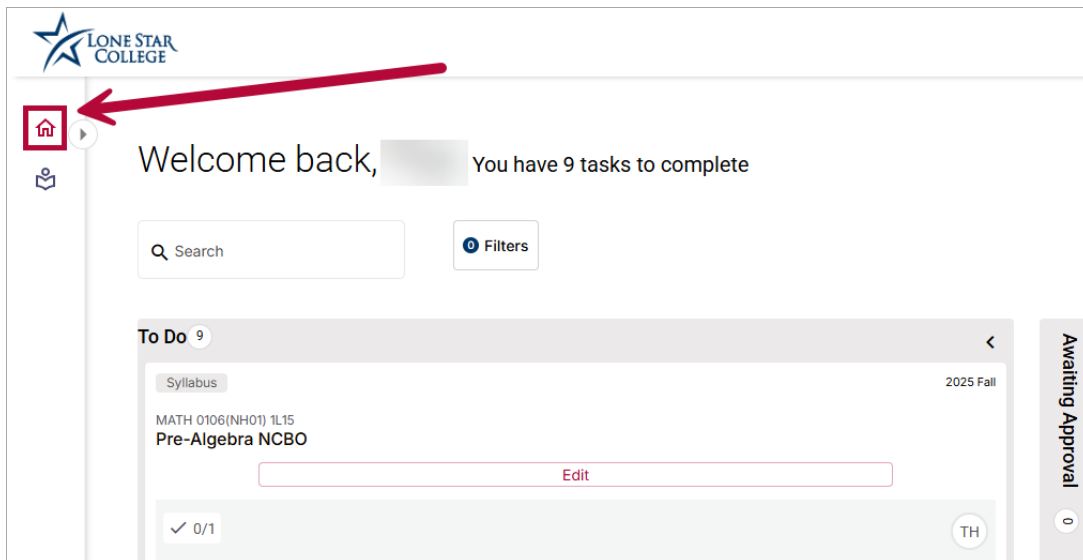 LONE STAR
COLLEGE
Welcome back,
You have 9 tasks to complete
Search
0 Filters
To Do 9
Syllabus
2025 Fall
MATH 0106(NH01) 1L15
Pre-Algebra NCBO
Edit
0/1
TH
Awaiting Approval
0